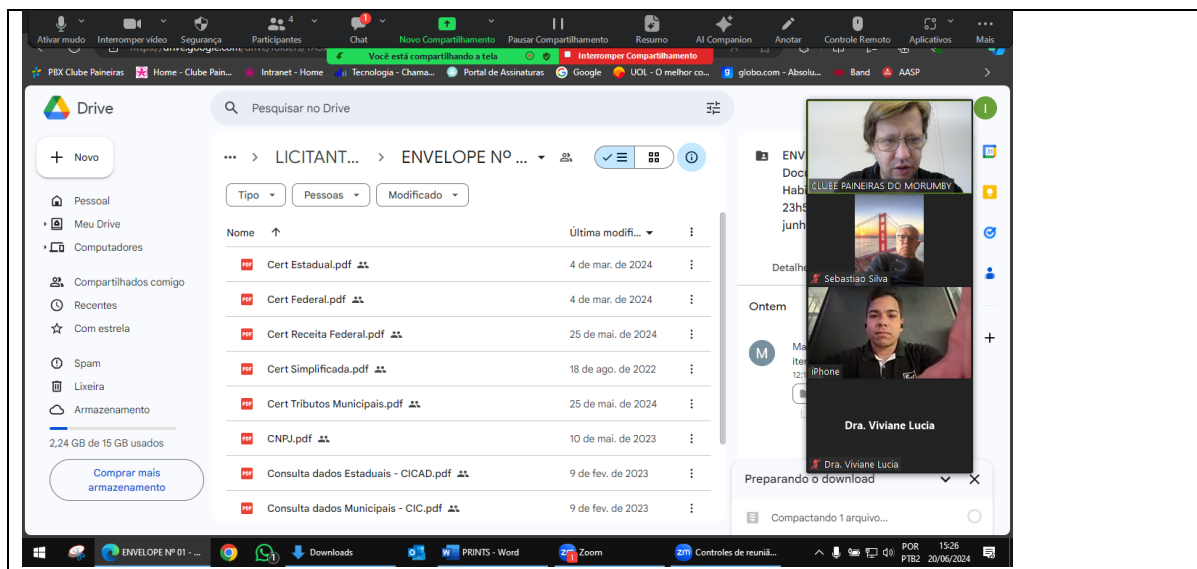 Ativar mudo Interromper vídeo Segurança Participantes 4 Chat 1 Novo Compartilhamento Pausar Compartilhamento Resumo AI Companion Anotar Controle Remoto Aplicativos Mais
Você está compartilhando a tela Interromper Compartilhamento
PBX Clube Paineiras Home - Clube Pain... Intranet - Home Tecnologia - Chama... Portal de Assinaturas Google UOL - O melhor co... globo.com - Absolu... Band AASP
Drive
Pesquisar no Drive
I
Novo
LICITANT... > ENVELOPE Nº ...
Tipo Pessoas Modificado
Pessoal
Meu Drive
Computadores
Compartilhados comigo
Recentes
Com estrela
Spam
Lixeira
Armazenamento
2,24 GB de 15 GB usados
Comprar mais
armazenamento
Nome Última modifi...
Cert Estadual.pdf 4 de mar. de 2024
Cert Federal.pdf 4 de mar. de 2024
Cert Receita Federal.pdf 25 de mai. de 2024
Cert Simplificada.pdf 18 de ago. de 2022
Cert Tributos Municipais.pdf 25 de mai. de 2024
CNPJ.pdf 10 de mai. de 2023
Consulta dados Estaduais - CICAD.pdf 9 de fev. de 2023
Consulta dados Municipais - CIC.pdf 9 de fev. de 2023
ENV
Doc
Habi
23h5
junh
Detalhe
Ontem
M
Ma
ite
12:1
CLUBE PAINEIRAS DO MORUMBY
Sebastiao Silva
iPhone
Dra. Viviane Lucia
Dra. Viviane Lucia
31
Preparando o download
Compactando 1 arquivo...
ENVELOPE Nº 01 - ... Downloads PRINTS - Word Zoom Controles de reuniã... POR 15:26
PTB2 20/06/2024